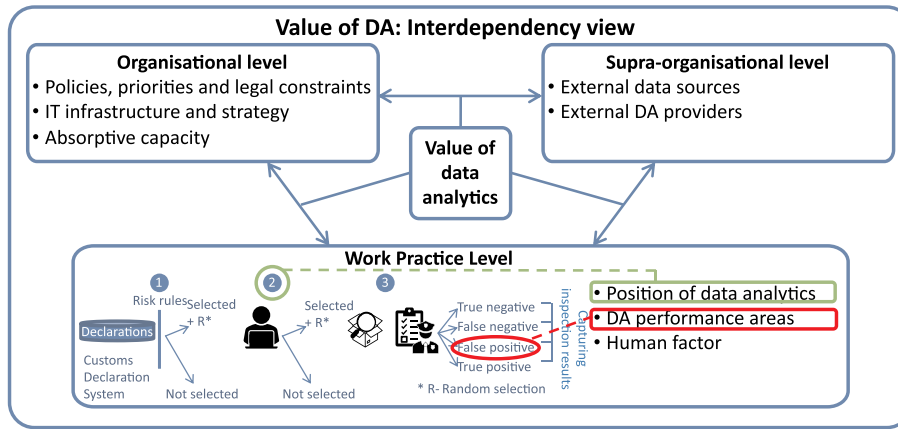 Value of DA: Interdependency view
Organisational level
• Policies, priorities and legal constraints
• IT infrastructure and strategy
• Absorptive capacity
Supra-organisational level
• External data sources
• External DA providers
Value of
data
analytics
Work Practice Level
1
2
3
Risk rules
Selected
+ R*
Declarations
Customs
Declaration
System
Not selected
Selected
+ R*
Not selected
True negative
False negative
False positive
True positive
* R- Random selection
Capturing
inspection results
• Position of data analytics
• DA performance areas
• Human factor